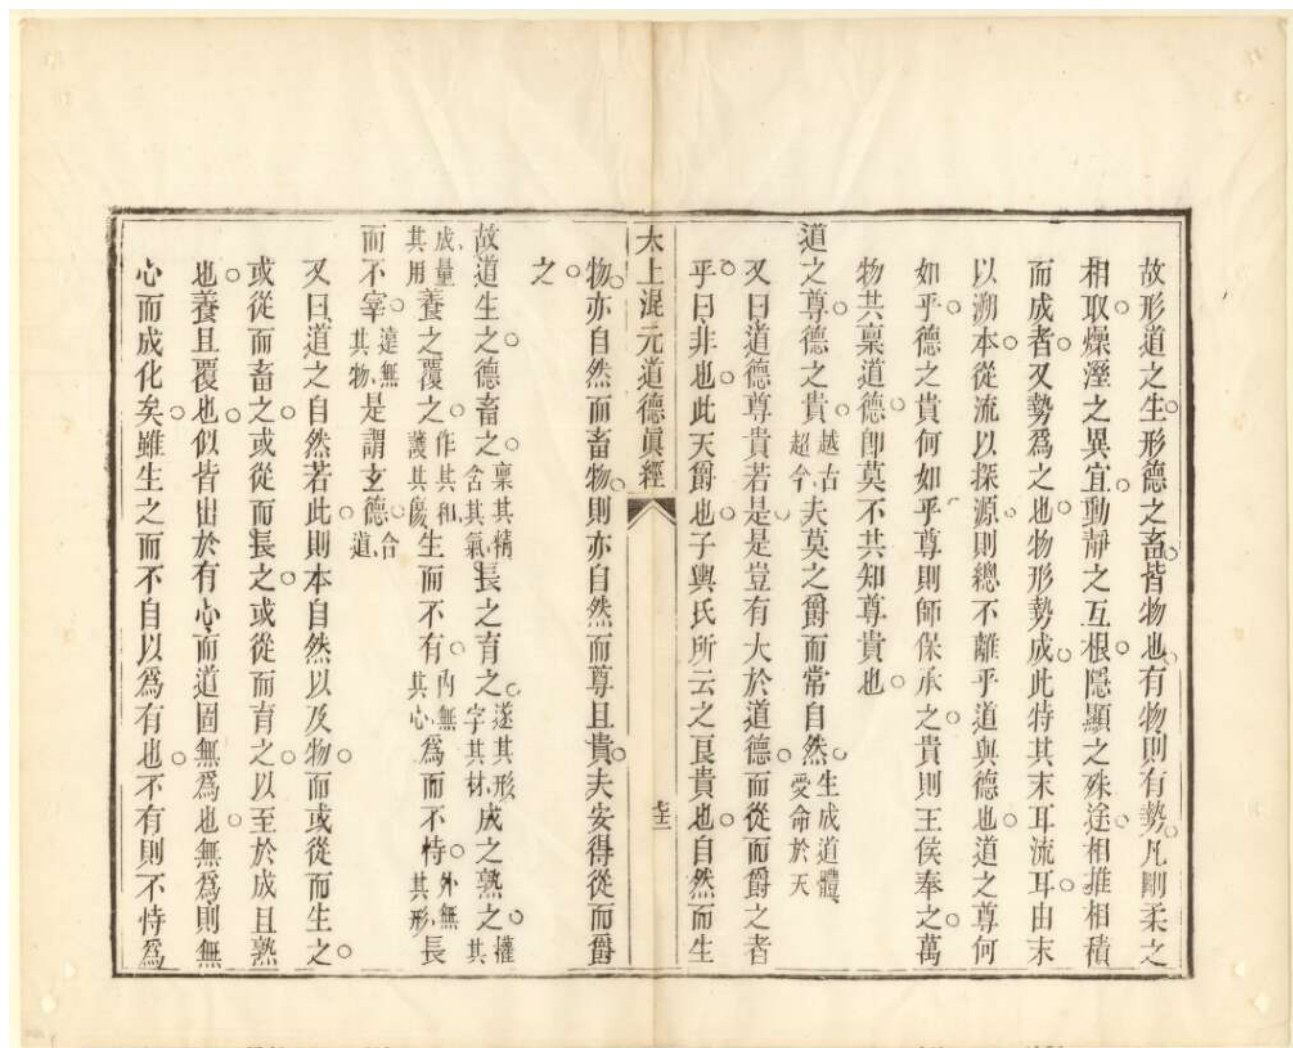 故形道之生形德之畜皆物也有物則有勢凡剛柔之
相取燥溼之異宜動靜之互根隱顯之殊途相推相積
而成者又勢爲之也物形勢成此特其末耳流耳由末
以溯本從流以探源則總不離乎道與德也道之尊何
如乎德之貴何如乎尊則師保承之貴則王侯奉之萬
物共稟道德卽莫不共知尊貴也
道之尊德之貴越古超今夫莫之爵而常自然生成道體受命於天
又曰道德尊貴若是是豈有大於道德而從而爵之者
乎曰非也此天爵也子輿氏所云之良貴也自然而生
太上混元道德眞經
七三
物亦自然而畜物則亦自然而尊且貴夫安得從而爵
之
故道生之德畜之稟其精含其氣長之育之遂其形字其材成之熟之其權
成量其用養之覆之作其和護其傷生而不有內無其心爲而不恃外無其形長
而不宰達無其物是謂玄德合道
又曰道之自然若此則本自然以及物而或從而生之
或從而畜之或從而長之或從而育之以至於成且熟
也養且覆也似皆出於有心而道固無爲也無爲則無
心而成化矣雖生之而不自以爲有也不有則不恃爲